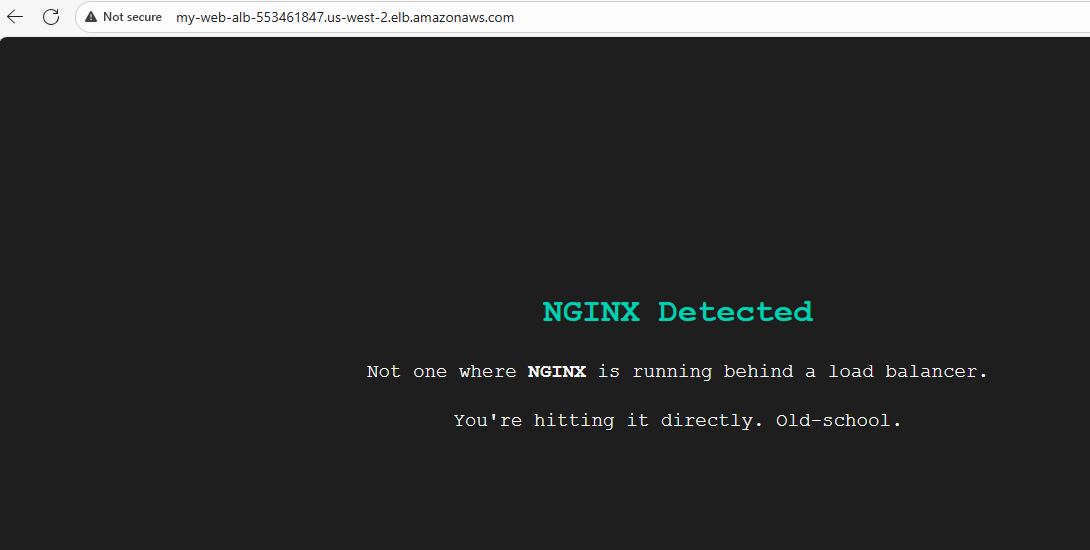 Not secure my-web-alb-553461847.us-west-2.elb.amazonaws.com
NGINX Detected
Not one where NGINX is running behind a load balancer.
You're hitting it directly. Old-school.